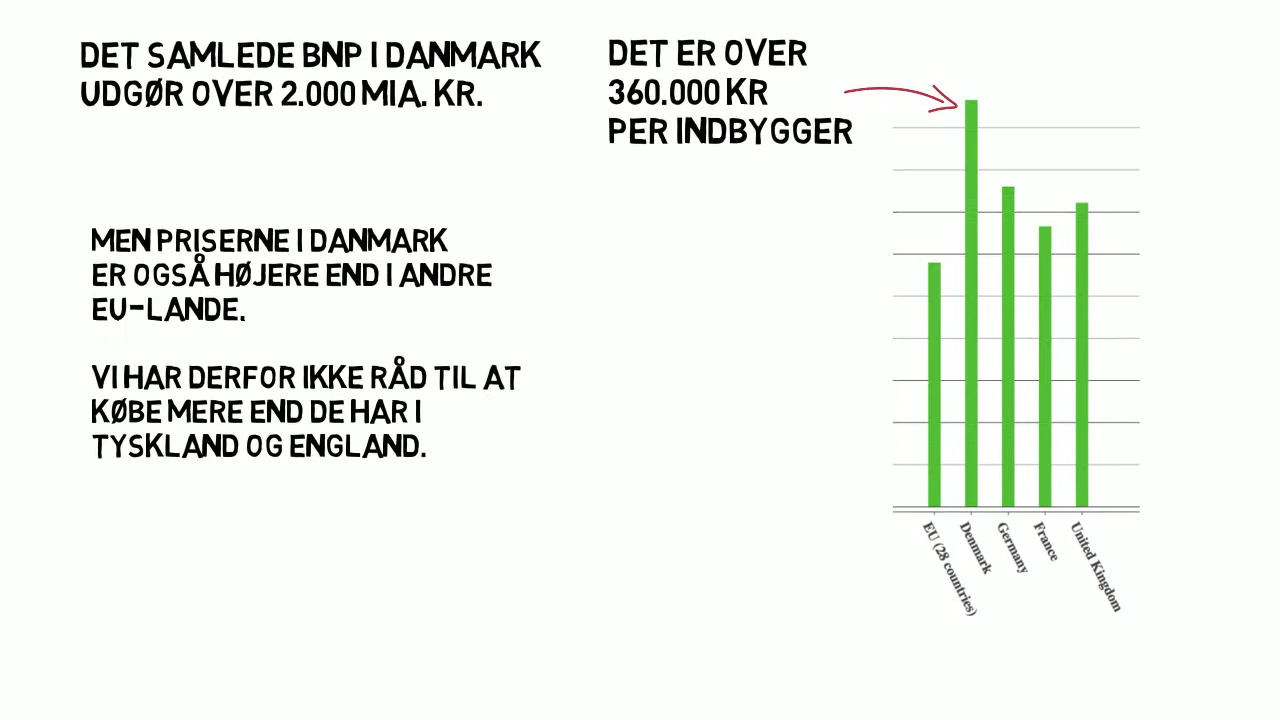 DET SAMLEDE BNP I DANMARK
UDGØR OVER 2.000 MIA. KR.
DET ER OVER
360.000 KR
PER INDBYGGER
MEN PRISERNE I DANMARK
ER OGSÅ HØJERE END I ANDRE
EU-LANDE.
VI HAR DERFOR IKKE RÅD TIL AT
KØBE MERE END DE HAR I
TYSKLAND OG ENGLAND.
EU (28 countries)
Denmark
Germany
France
United Kingdom